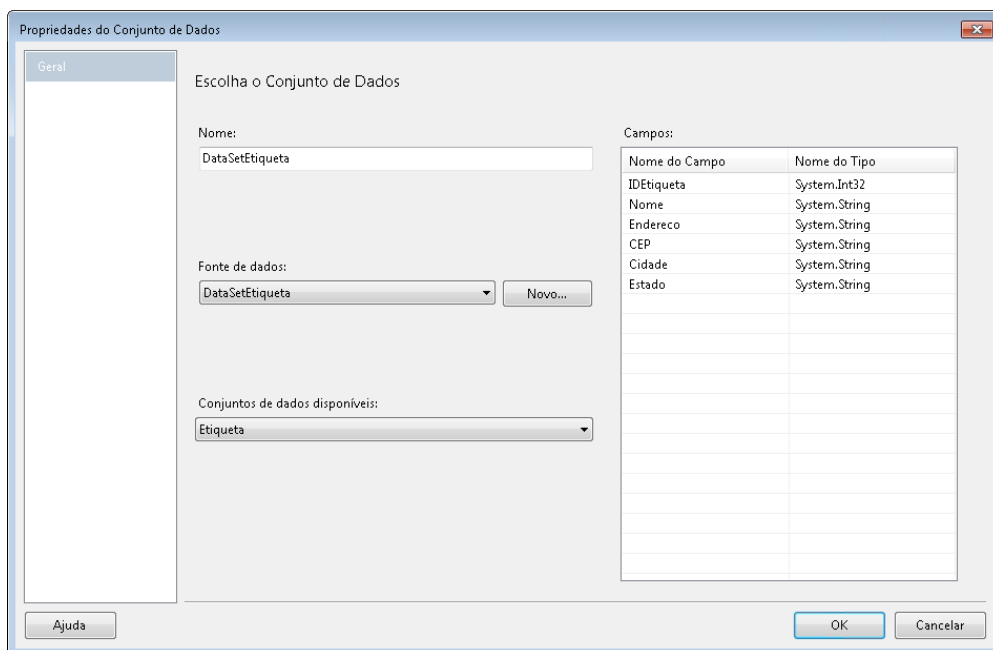 Propriedades do Conjunto de Dados
Geral
Escolha o Conjunto de Dados
Nome:
DataSetEtiqueta
Fonte de dados:
DataSetEtiqueta
Novo...
Conjuntos de dados disponíveis:
Etiqueta
Campos:
Nome do Campo Nome do Tipo
IDEtiqueta System.Int32
Nome System.String
Endereco System.String
CEP System.String
Cidade System.String
Estado System.String
Ajuda
OK
Cancelar